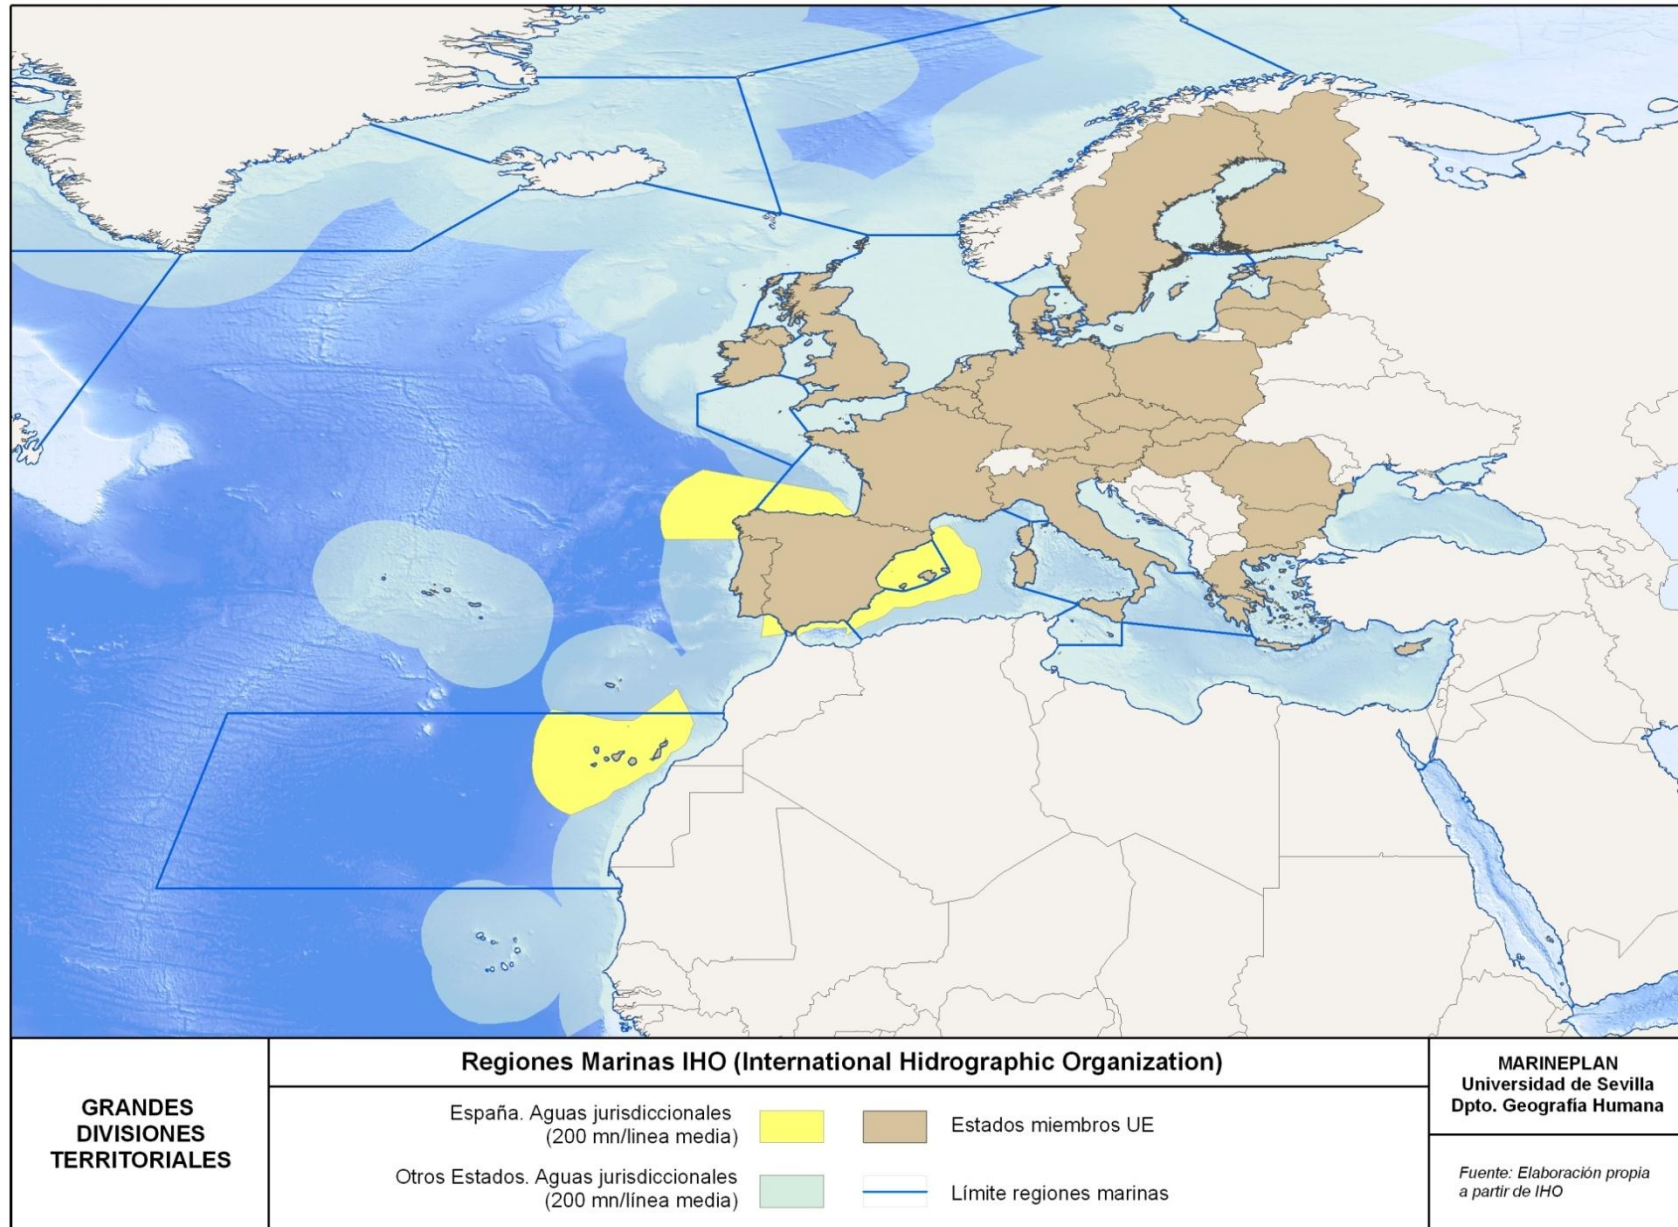 GRANDES
DIVISIONES
TERRITORIALES
Regiones Marinas IHO (International Hidrographic Organization)
España. Aguas jurisdiccionales
(200 mn/linea media)
Estados miembros UE
Otros Estados. Aguas jurisdiccionales
(200 mn/línea media)
Límite regiones marinas
MARINEPLAN
Universidad de Sevilla
Dpto. Geografía Humana
Fuente: Elaboración propia
a partir de IHO